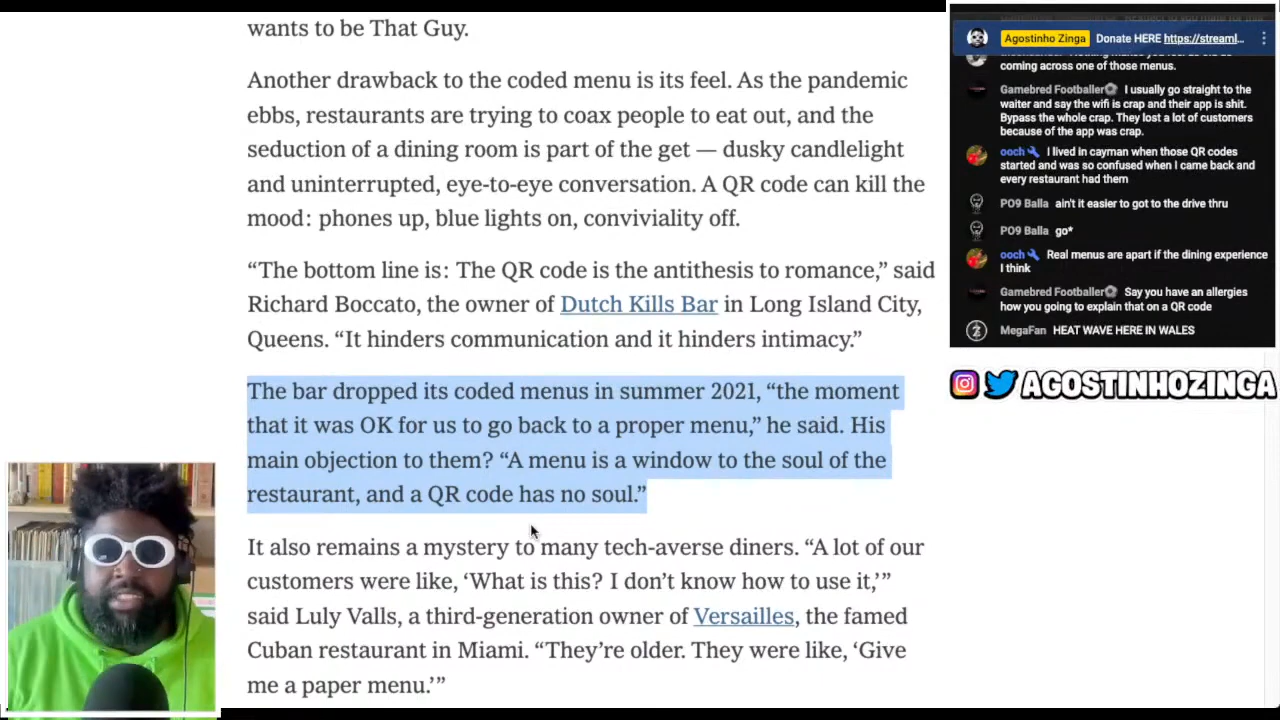 wants to be That Guy.
Another drawback to the coded menu is its feel. As the pandemic
ebbs, restaurants are trying to coax people to eat out, and the
seduction of a dining room is part of the get — dusky candlelight
and uninterrupted, eye-to-eye conversation. A QR code can kill the
mood: phones up, blue lights on, conviviality off.
“The bottom line is: The QR code is the antithesis to romance,” said
Richard Boccato, the owner of Dutch Kills Bar in Long Island City,
Queens. “It hinders communication and it hinders intimacy.”
The bar dropped its coded menus in summer 2021, “the moment
that it was OK for us to go back to a proper menu,” he said. His
main objection to them? “A menu is a window to the soul of the
restaurant, and a QR code has no soul.”
It also remains a mystery to many tech-averse diners. “A lot of our
customers were like, ‘What is this? I don’t know how to use it,’”
said Luly Valls, a third-generation owner of Versailles, the famed
Cuban restaurant in Miami. “They’re older. They were like, ‘Give
me a paper menu.’”
Agostinho Zinga Donate HERE https://streaml...
coming across one of those menus.
Gamebred Footballer I usually go straight to the
waiter and say the wifi is crap and their app is shit.
Bypass the whole crap. They lost a lot of customers
because of the app was crap.
ooch I lived in cayman when those QR codes
started and was so confused when I came back and
every restaurant had them
PO9 Balla ain't it easier to got to the drive thru
PO9 Balla go*
ooch Real menus are apart if the dining experience
I think
Gamebred Footballer Say you have an allergies
how you going to explain that on a QR code
MegaFan HEAT WAVE HERE IN WALES
AGOSTINHOZINGA